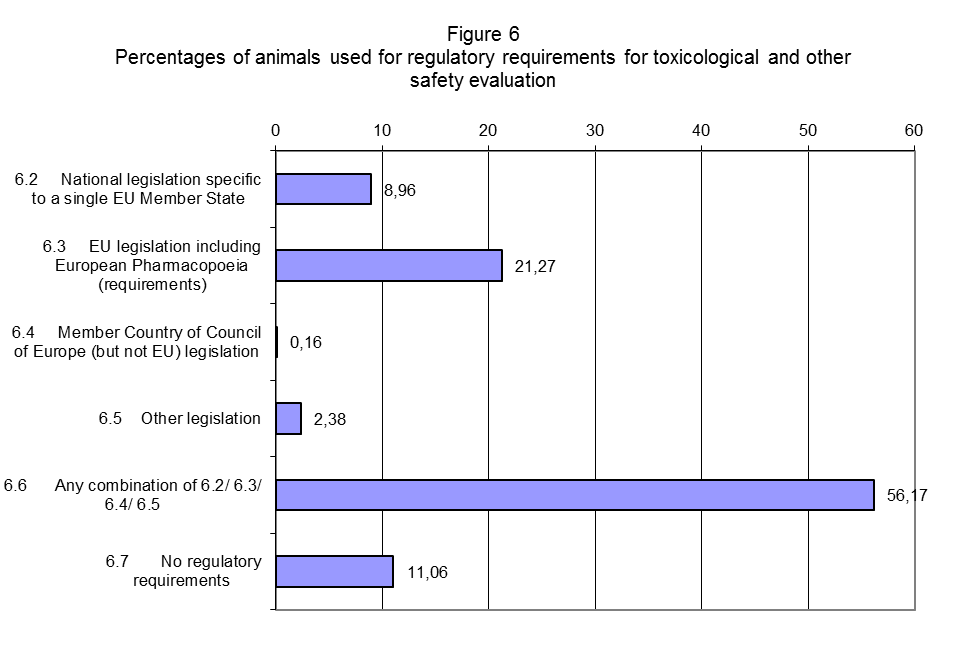 Figure 6
Percentages of animals used for regulatory requirements for toxicological and other
safety evaluation
0 10 20 30 40 50 60
6.2 National legislation specific
to a single EU Member State
8,96
6.3 EU legislation including
European Pharmacopoeia
(requirements)
21,27
6.4 Member Country of Council
of Europe (but not EU) legislation
0,16
6.5 Other legislation
2,38
6.6 Any combination of 6.2/ 6.3/
6.4/ 6.5
56,17
6.7 No regulatory
requirements
11,06